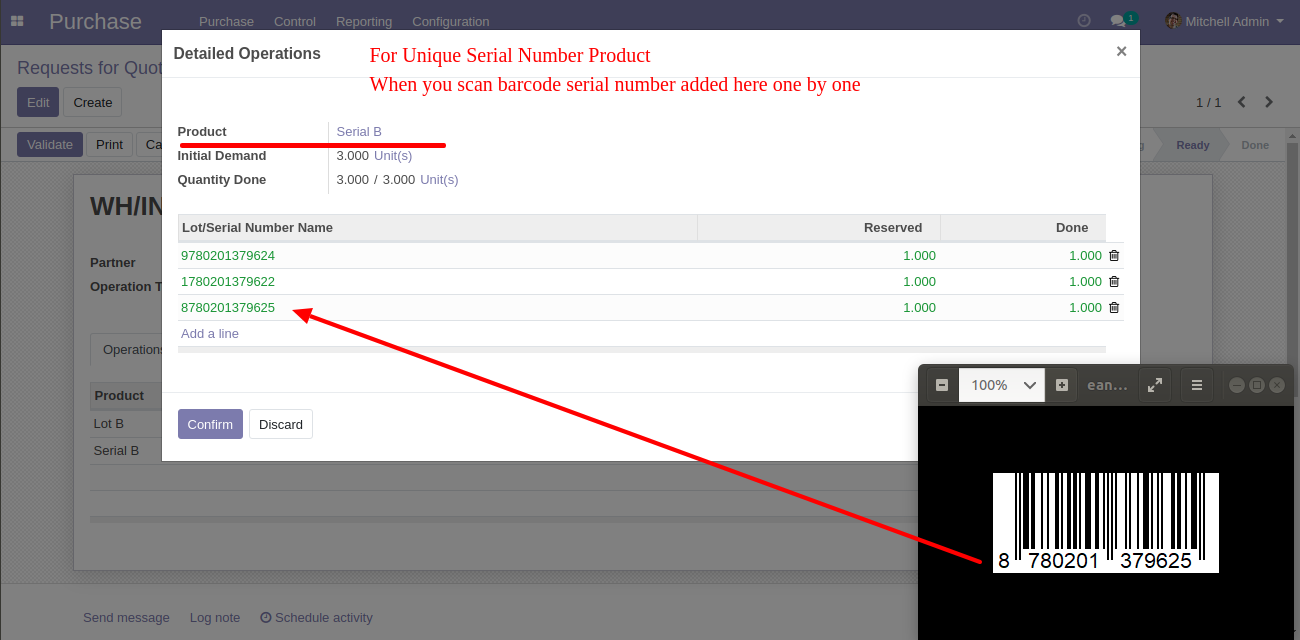 Purchase Purchase Control Reporting Configuration 1 Mitchell Admin
Detailed Operations For Unique Serial Number Product ×
When you scan barcode serial number added here one by one
Requests for Quot
Edit Create 1 / 1
Validate Print Ca Ready Done
Product Serial B
Initial Demand 3.000 Unit(s)
Quantity Done 3.000 / 3.000 Unit(s)
WH/IN
Partner
Operation T
Lot/Serial Number Name Reserved Done
9780201379624 1.000 1.000
1780201379622 1.000 1.000
8780201379625 1.000 1.000
Add a line
Operations
Product
Lot B
Serial B
Confirm Discard
100% ean...
8 780201 379625
Send message Log note Schedule activity